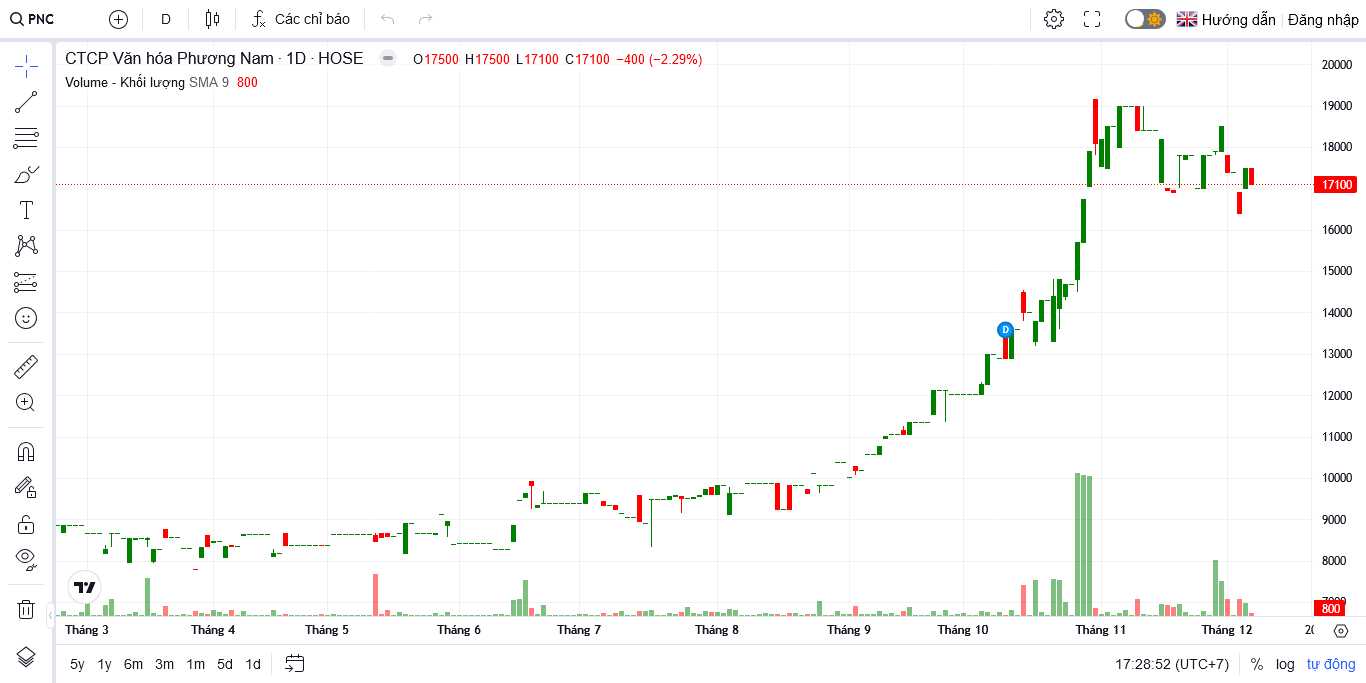 PNC D Các chỉ báo Hướng dẫn Đăng nhập
CTCP Văn hóa Phương Nam · 1D · HOSE O17500 H17500 L17100 C17100 −400 (−2.29%)
Volume - Khối lượng SMA 9 800
20000
19000
18000
17100
16000
15000
14000
D
13000
12000
11000
10000
9000
8000
7000
800
Tháng 3 Tháng 4 Tháng 5 Tháng 6 Tháng 7 Tháng 8 Tháng 9 Tháng 10 Tháng 11 Tháng 12
5y 1y 6m 3m 1m 5d 1d 17:28:52 (UTC+7) % log tự động